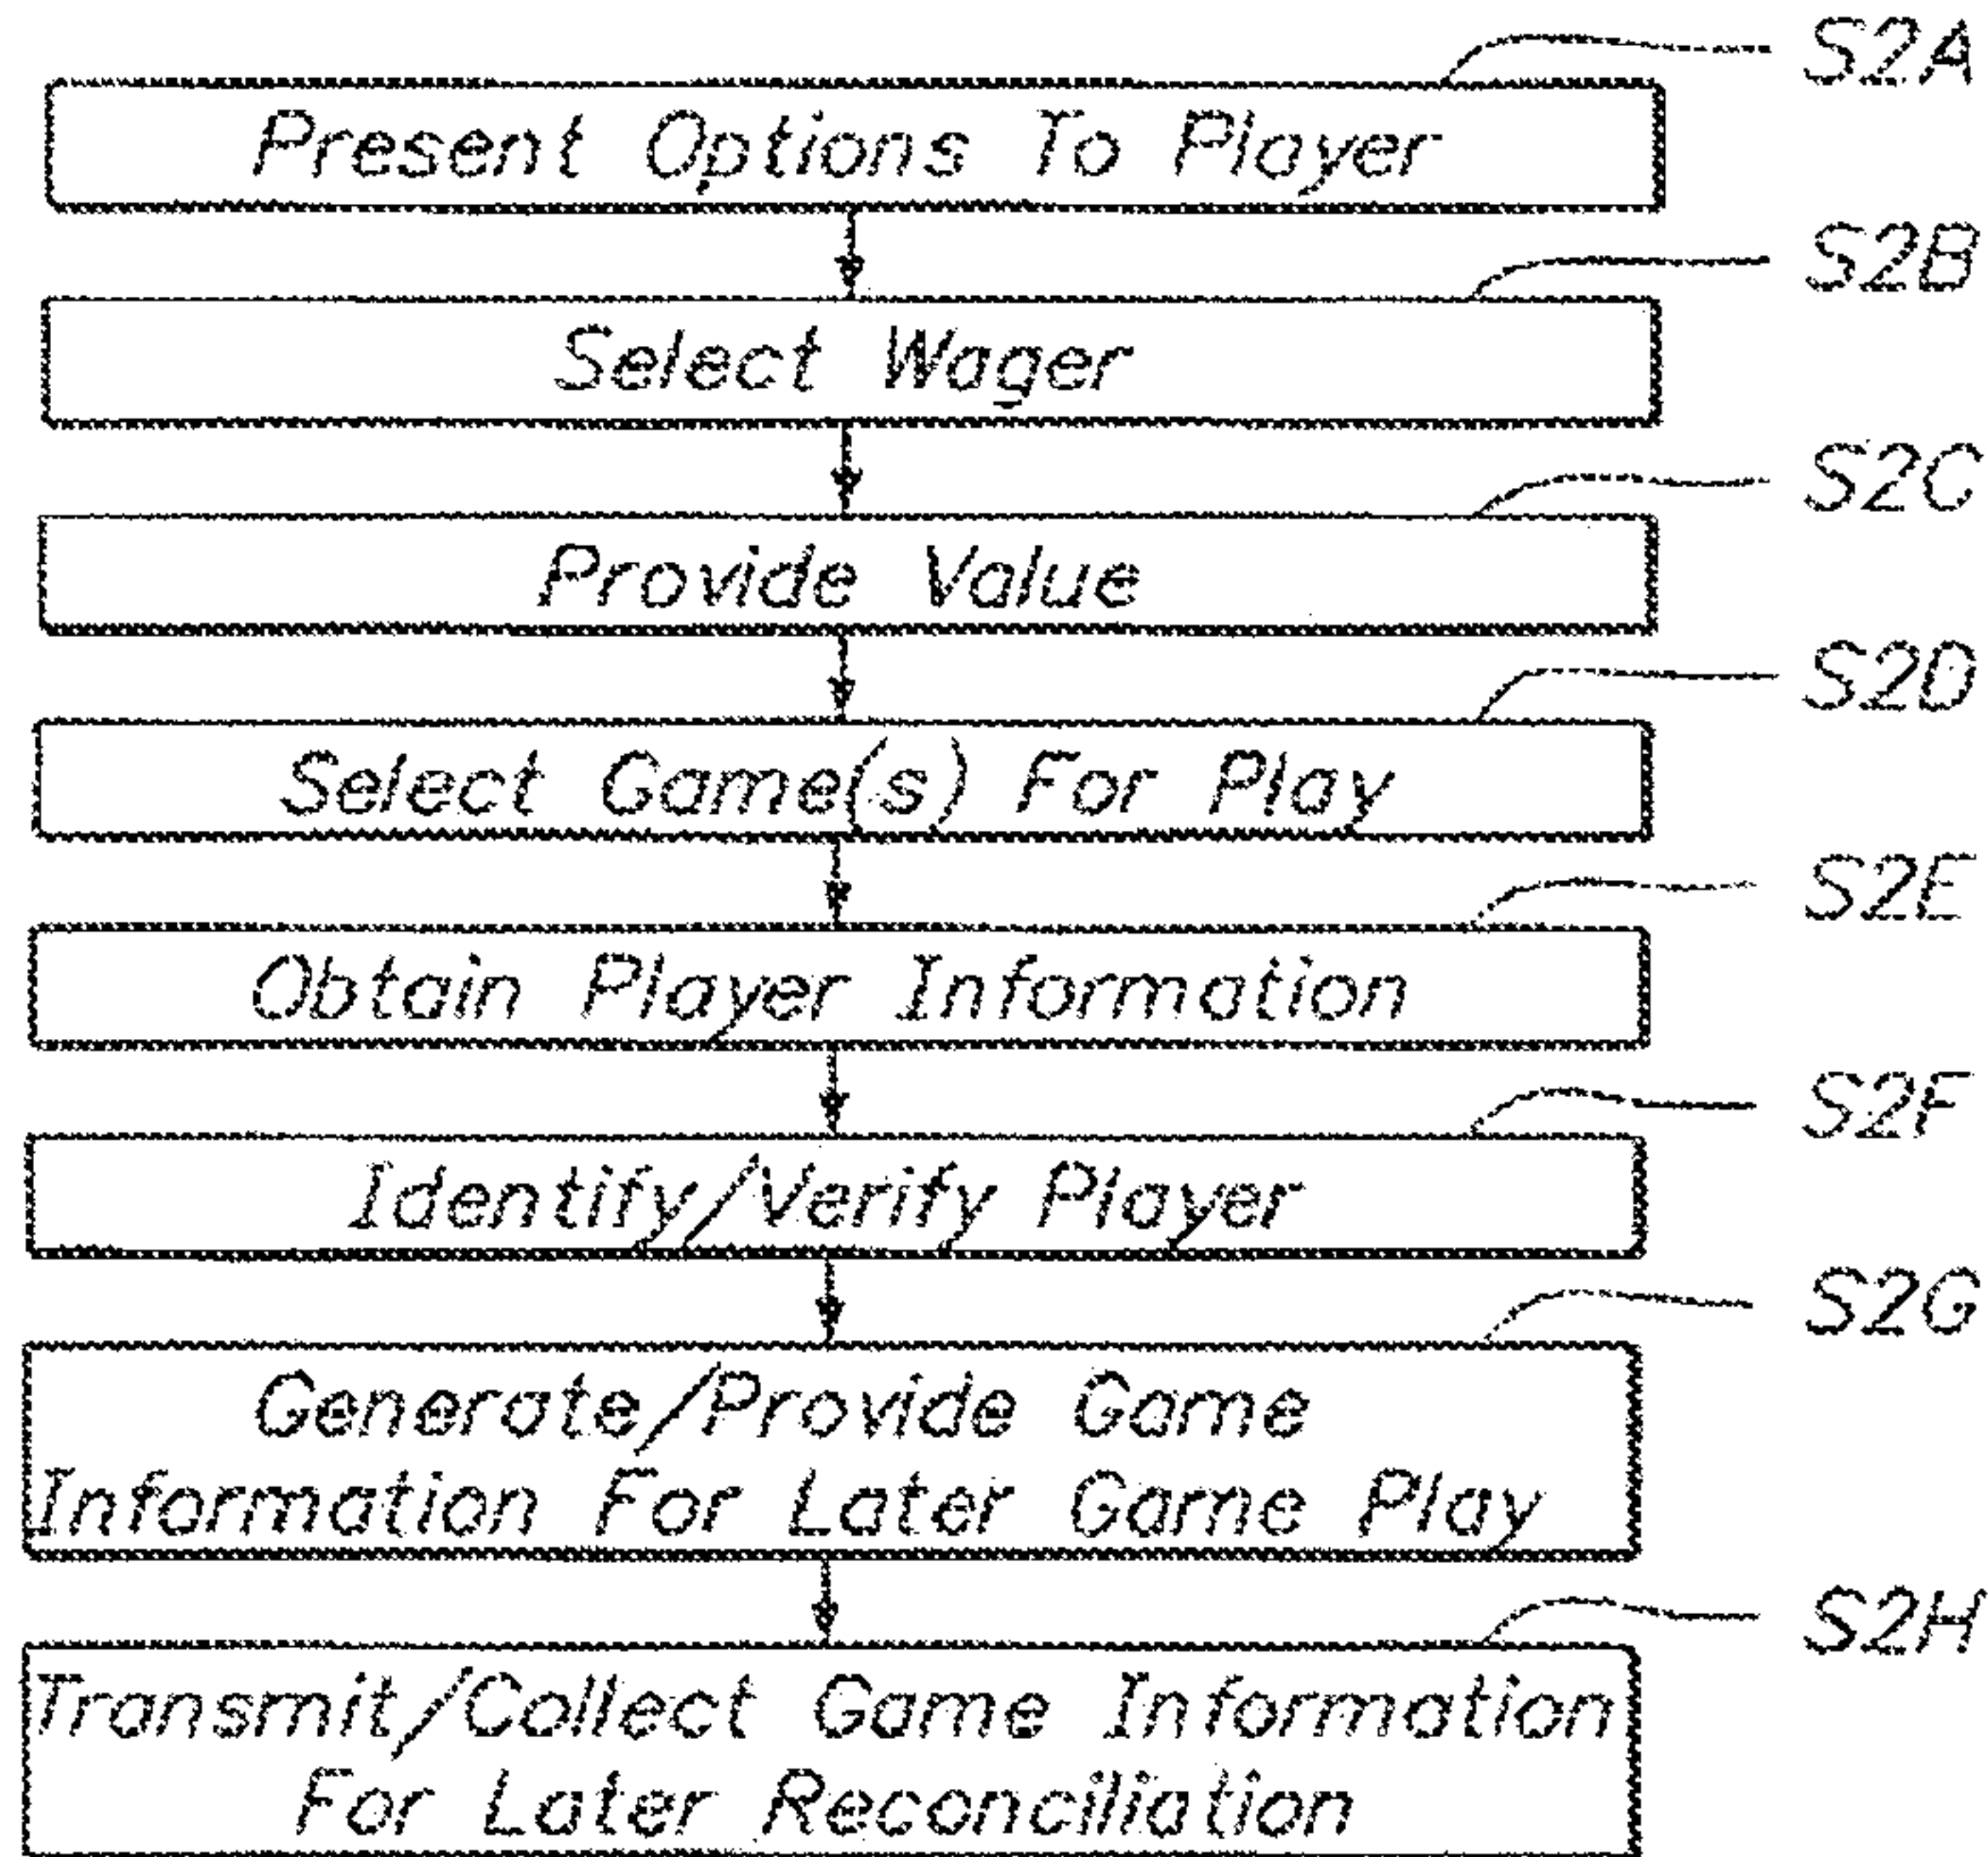 S2A
Present Options To Player
S2B
Select Wager
S2C
Provide Value
S2D
Select Game(s) For Play
S2E
Obtain Player Information
S2F
Identify/Verify Player
S2G
Generate/Provide Game
Information For Later Game Play
S2H
Transmit/Collect Game Information
For Later Reconciliation